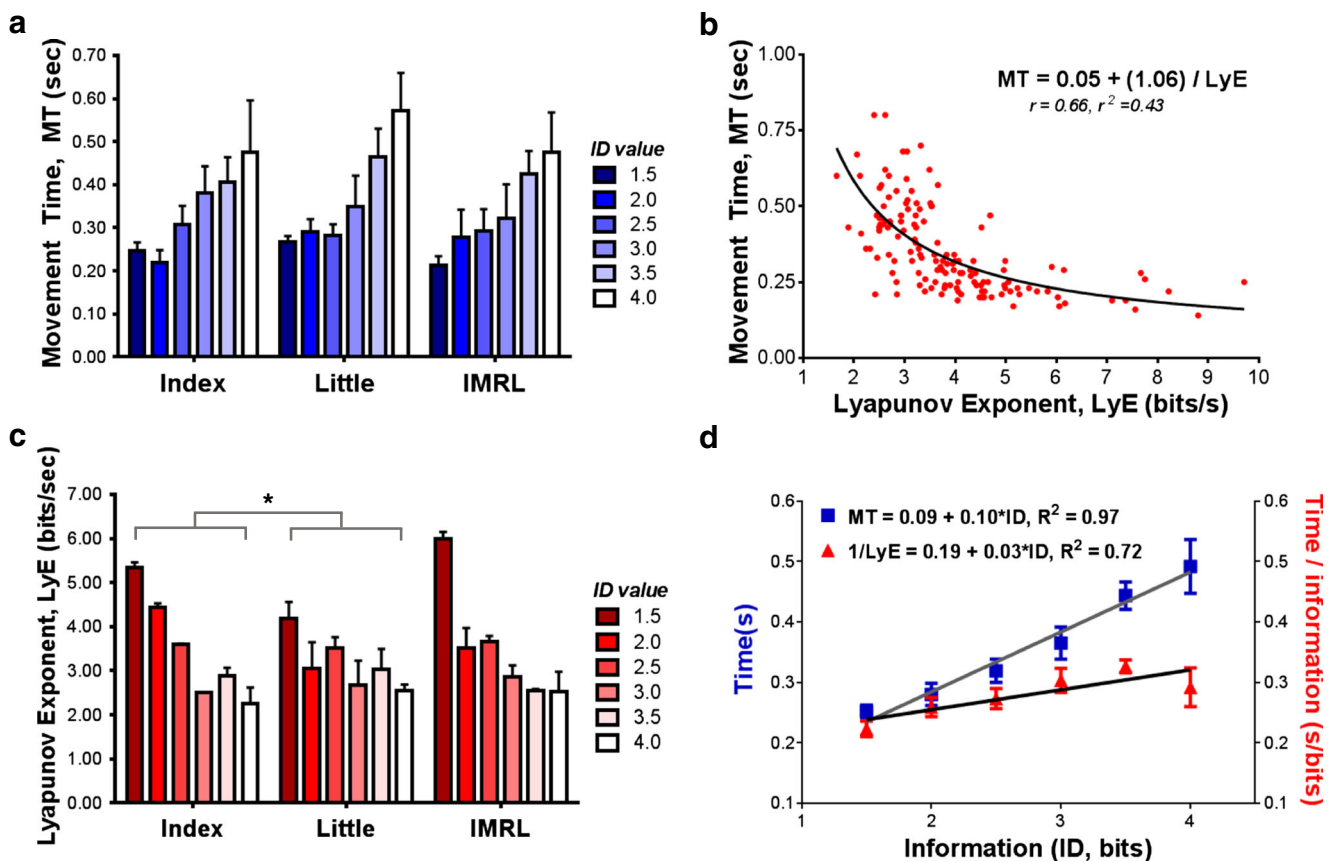 a
Movement Time, MT (sec)
0.70
0.60
0.50
0.40
0.30
0.20
0.10
0.00
Index
Little
IMRL
ID value
1.5
2.0
2.5
3.0
3.5
4.0
b
Movement Time, MT (sec)
1.00
0.75
0.50
0.25
0.00
MT = 0.05 + (1.06) / LyE
r = 0.66, r² =0.43
1 2 3 4 5 6 7 8 9 10
Lyapunov Exponent, LyE (bits/s)
c
Lyapunov Exponent, LyE (bits/sec)
7.00
6.00
5.00
4.00
3.00
2.00
1.00
0.00
*
Index
Little
IMRL
ID value
1.5
2.0
2.5
3.0
3.5
4.0
d
Time(s)
0.6
0.5
0.4
0.3
0.2
0.1
MT = 0.09 + 0.10*ID, R² = 0.97
1/LyE = 0.19 + 0.03*ID, R² = 0.72
0.6
0.5
0.4
0.3
0.2
0.1
Time / information (s/bits)
1 2 3 4
Information (ID, bits)